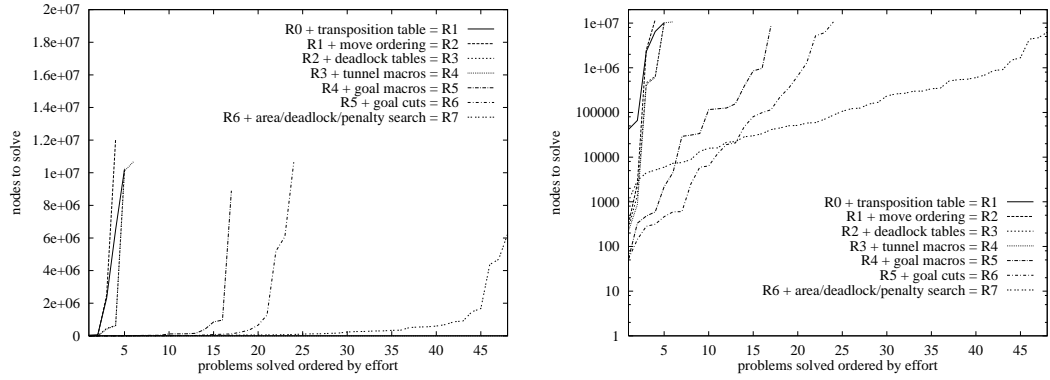 2e+07
1.8e+07
1.6e+07
1.4e+07
1.2e+07
1e+07
8e+06
6e+06
4e+06
2e+06
0
nodes to solve
R0 + transposition table = R1
R1 + move ordering = R2
R2 + deadlock tables = R3
R3 + tunnel macros = R4
R4 + goal macros = R5
R5 + goal cuts = R6
R6 + area/deadlock/penalty search = R7
5 10 15 20 25 30 35 40 45
problems solved ordered by effort
1e+07
1e+06
100000
10000
1000
100
10
1
nodes to solve
R0 + transposition table = R1
R1 + move ordering = R2
R2 + deadlock tables = R3
R3 + tunnel macros = R4
R4 + goal macros = R5
R5 + goal cuts = R6
R6 + area/deadlock/penalty search = R7
5 10 15 20 25 30 35 40 45
problems solved ordered by effort